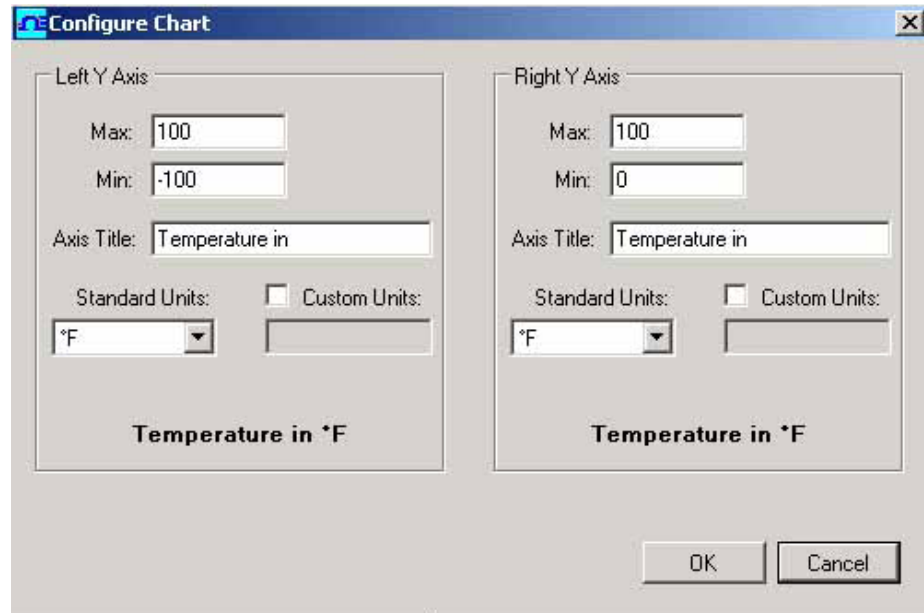 Configure Chart
Left Y Axis
Max: 100
Min: -100
Axis Title: Temperature in
Standard Units: Custom Units:
°F
Temperature in °F
Right Y Axis
Max: 100
Min: 0
Axis Title: Temperature in
Standard Units: Custom Units:
°F
Temperature in °F
OK Cancel